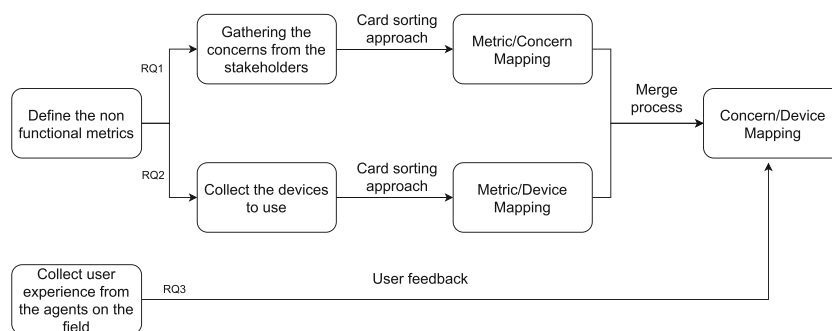 Gathering the
concerns from the
stakeholders
Card sorting
approach
Metric/Concern
Mapping
RQ1
Define the non
functional metrics
Merge
process
Concern/Device
Mapping
RQ2
Collect the devices
to use
Card sorting
approach
Metric/Device
Mapping
Collect user
experience from
the agents on the
field
RQ3
User feedback